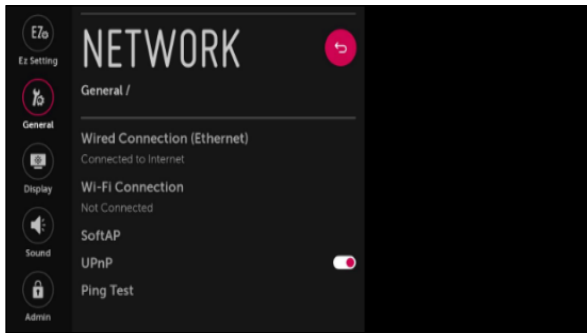 EZ
Ez Setting
General
Display
Sound
Admin
NETWORK
General /
Wired Connection (Ethernet)
Connected to Internet
Wi-Fi Connection
Not Connected
SoftAP
UPnP
Ping Test